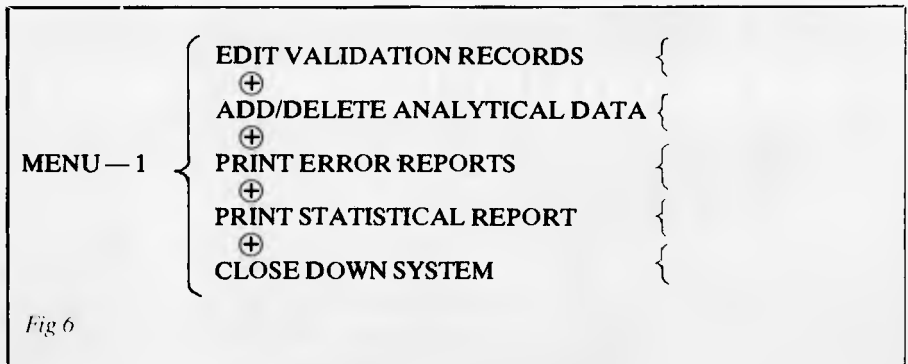 EDIT VALIDATION RECORDS {
⊕
ADD/DELETE ANALYTICAL DATA {
⊕
MENU — 1 { PRINT ERROR REPORTS {
⊕
PRINT STATISTICAL REPORT {
⊕
CLOSE DOWN SYSTEM {
Fig 6